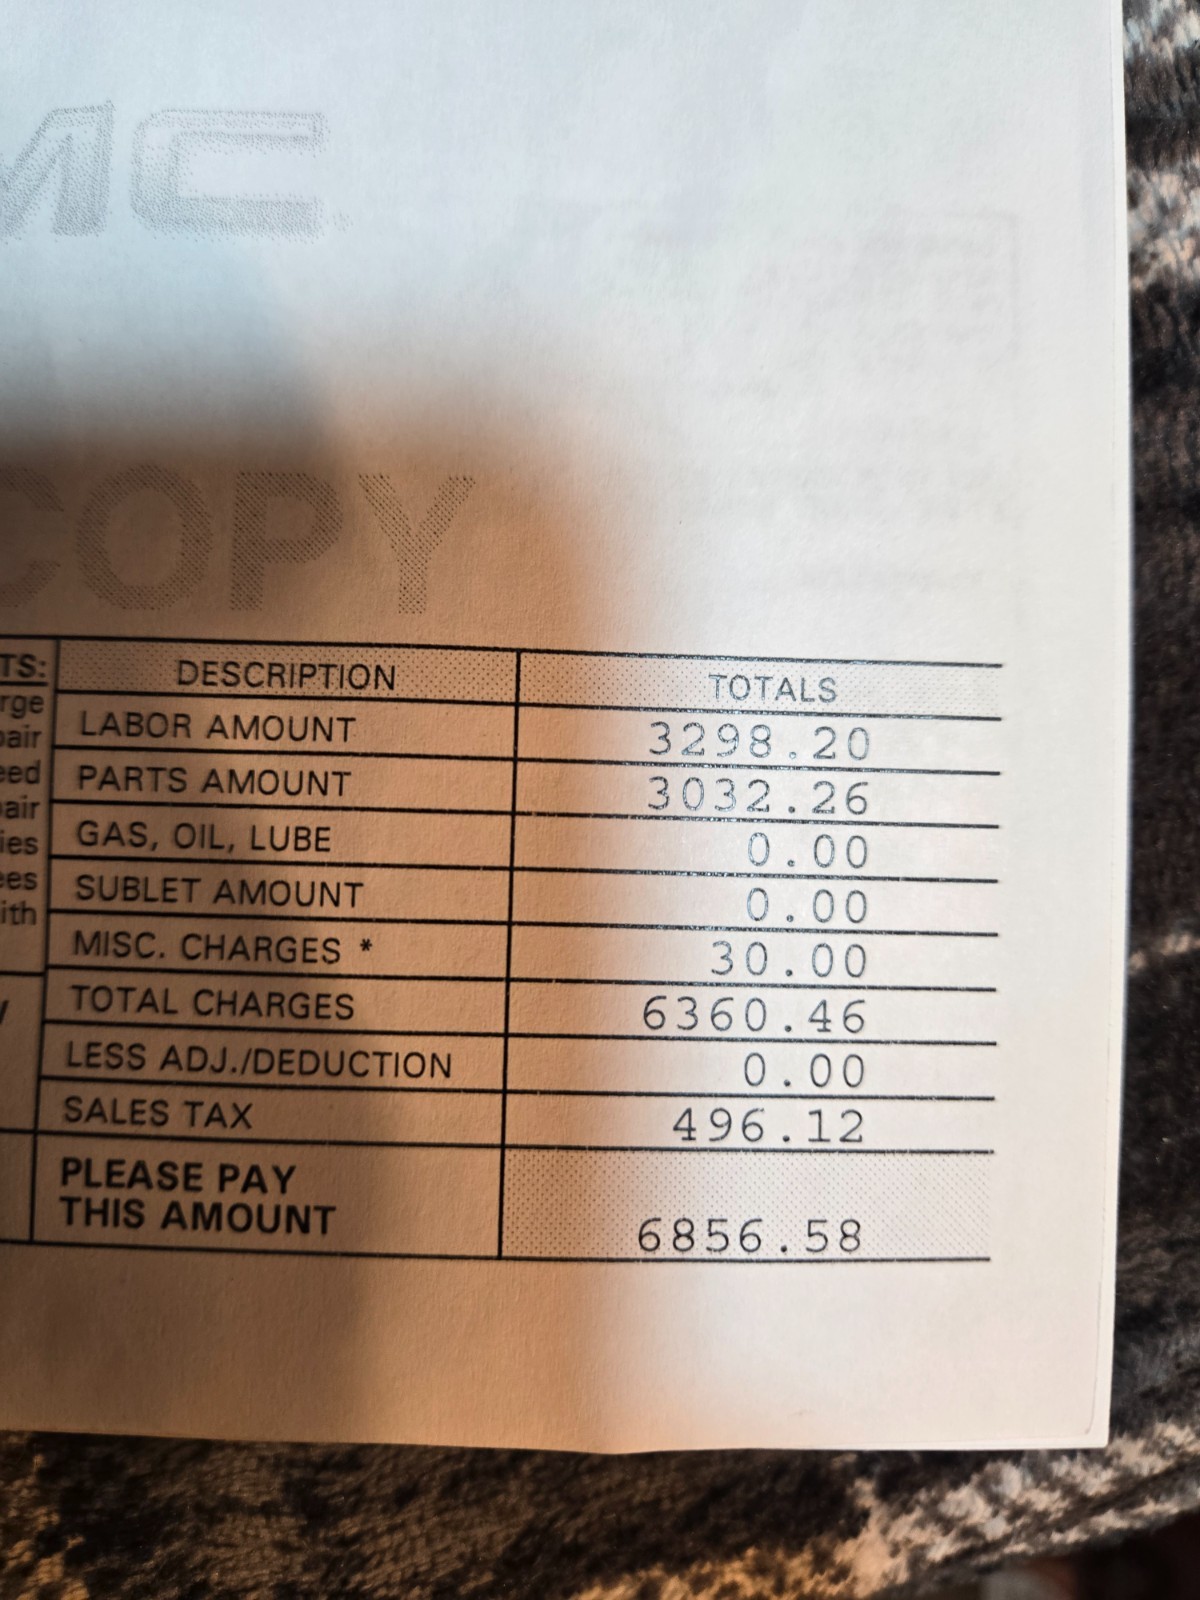 MC
COPY
TS: DESCRIPTION TOTALS
rge
LABOR AMOUNT 3298.20
pair
PARTS AMOUNT 3032.26
eed
pair
GAS, OIL, LUBE 0.00
ies
SUBLET AMOUNT 0.00
ees
ith
MISC. CHARGES * 30.00
TOTAL CHARGES 6360.46
y
LESS ADJ./DEDUCTION 0.00
SALES TAX 496.12
PLEASE PAY
THIS AMOUNT 6856.58